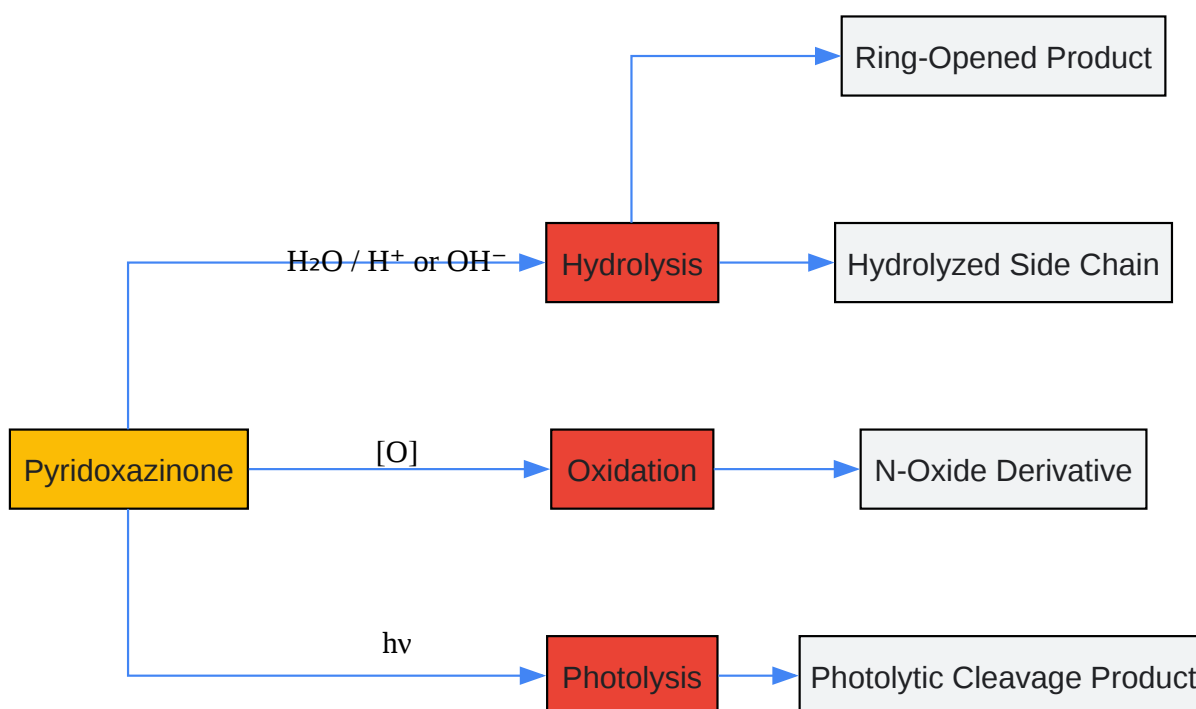 Ring-Opened Product
H₂O / H⁺ or OH⁻
Hydrolysis
Hydrolyzed Side Chain
Pyridoxazinone
[O]
Oxidation
N-Oxide Derivative
hν
Photolysis
Photolytic Cleavage Product